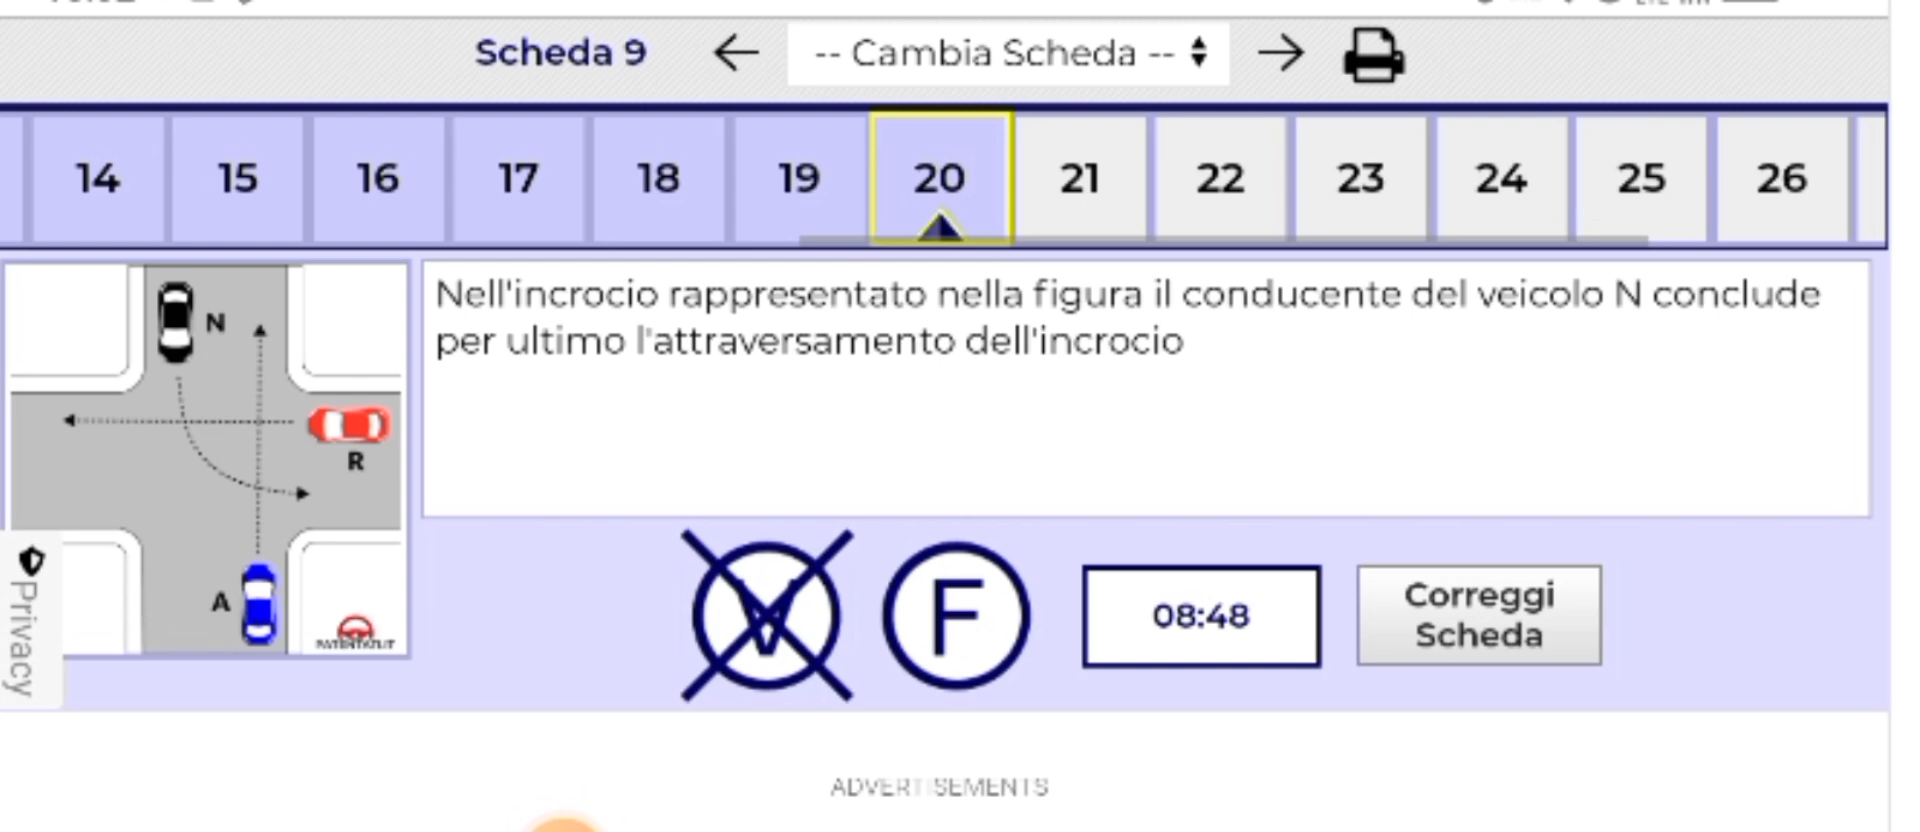 Scheda 9
-- Cambia Scheda --
14 15 16 17 18 19 20 21 22 23 24 25 26
N
R
A
PATENTATI.IT
Nell'incrocio rappresentato nella figura il conducente del veicolo N conclude
per ultimo l'attraversamento dell'incrocio
V F
08:48
Correggi
Scheda
Privacy
ADVERTISEMENTS